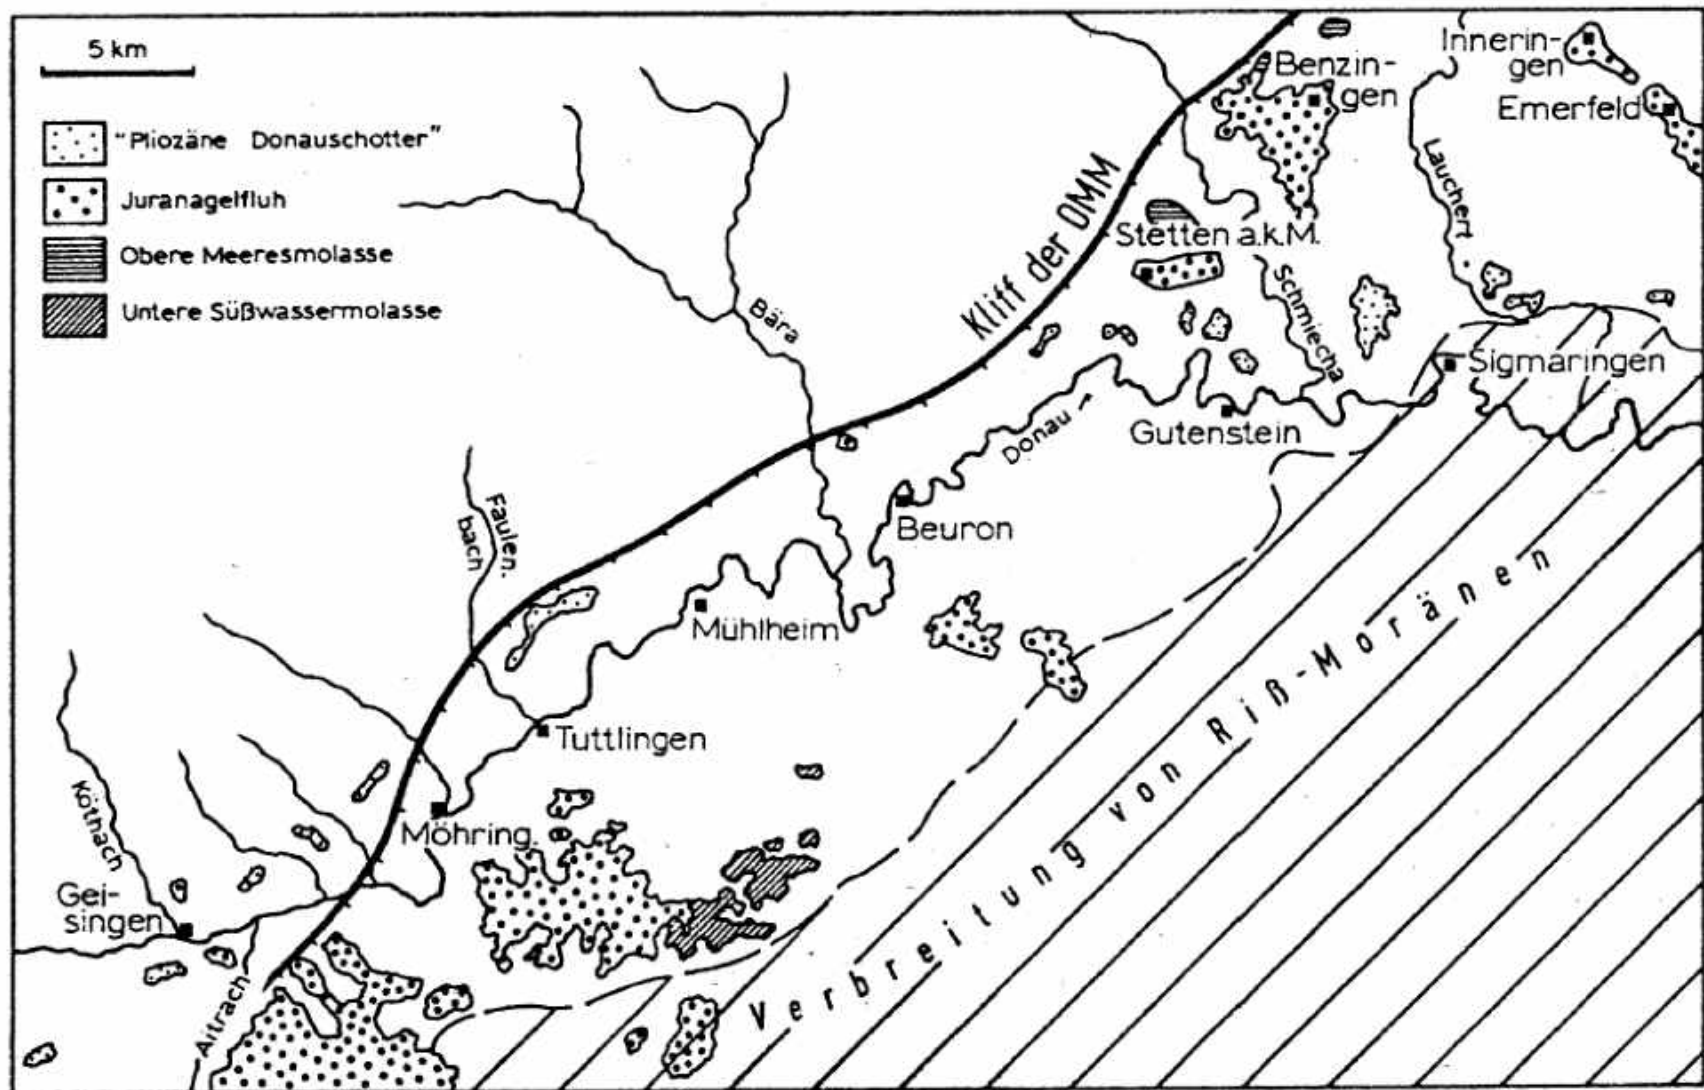 5 km
"Pliozäne Donauschotter"
Juranagelfluh
Obere Meeresmolasse
Untere Süßwassermolasse
Innerin-
gen
Benzin-
gen
Emerfeld
Lauchert
Kliff der OMM
Stetten a.k.M.
Schmiecha
Bära
Sigmaringen
Donau
Gutenstein
Beuron
Faulen-
bach
Mühlheim
Tuttlingen
Köthach
Möhring.
Gei-
singen
Aitrach
Verbreitung von Riß-Moränen